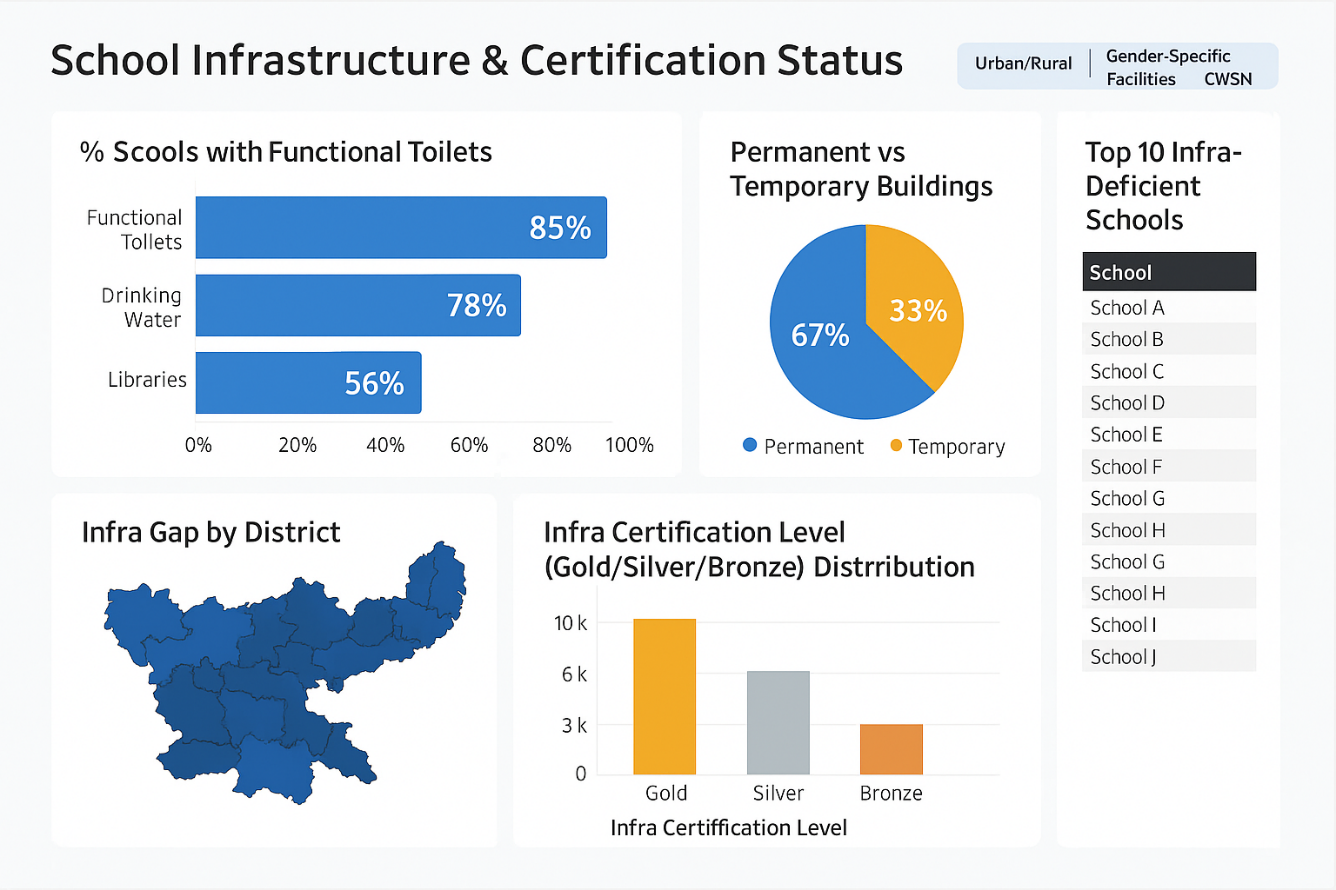 School Infrastructure & Certification Status
Urban/Rural
Gender-Specific
Facilities CWSN
% Scools with Functional Toilets
Functional
Tollets
85%
Drinking
Water
78%
Libraries
56%
0% 20% 40% 60% 80% 100%
Permanent vs
Temporary Buildings
67%
33%
Permanent Temporary
Top 10 Infra-
Deficient
Schools
School
School A
School B
School C
School D
School E
School F
School G
School H
School G
School H
School I
School J
Infra Gap by District
Infra Certification Level
(Gold/Silver/Bronze) Distrribution
10 k
6 k
3 k
0
Gold Silver Bronze
Infra Certiffication Level